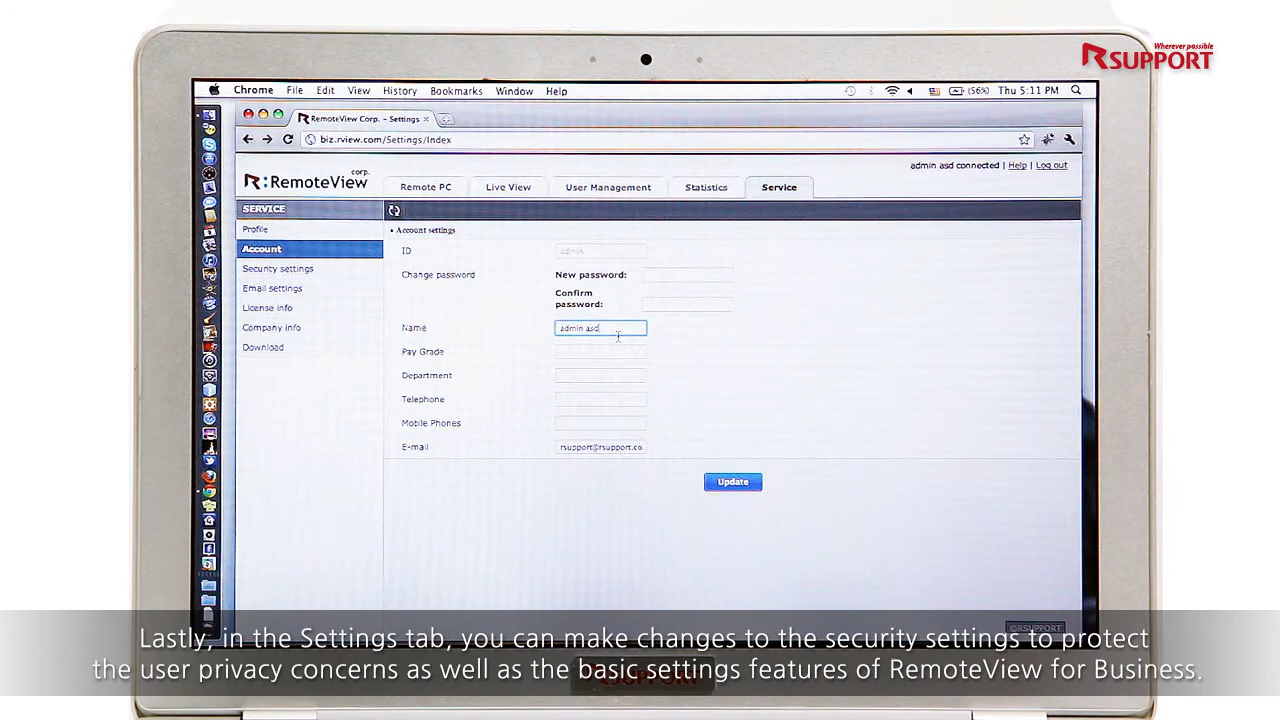 Wherever possible
RSUPPORT
Chrome File Edit View History Bookmarks Window Help
(56%) Thu 5:11 PM
RemoteView Corp. - Settings
biz.rview.com/Settings/Index
admin asd connected | Help | Log out
corp.
R:RemoteView
Remote PC Live View User Management Statistics Service
SERVICE
Profile
Account
Security settings
Email settings
License info
Company info
Download
• Account settings
ID admin
Change password New password:
Confirm
password:
Name admin asd
Pay Grade
Department
Telephone
Mobile Phones
E-mail rsupport@rsupport.co
Update
©RSUPPORT
RSUPPORT
Lastly, in the Settings tab, you can make changes to the security settings to protect
the user privacy concerns as well as the basic settings features of RemoteView for Business.